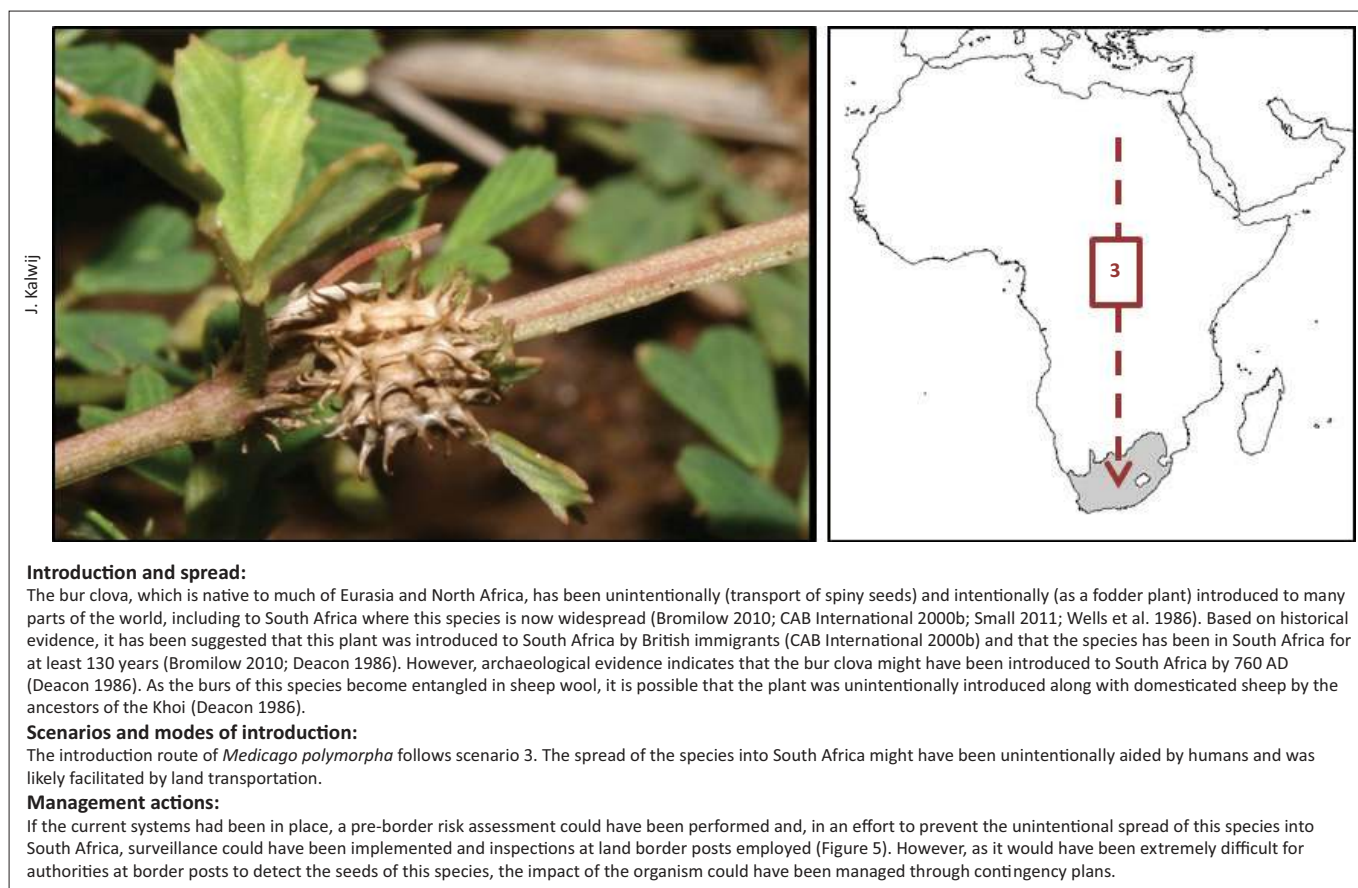 J. Kalwij
3
Introduction and spread:
The bur clova, which is native to much of Eurasia and North Africa, has been unintentionally (transport of spiny seeds) and intentionally (as a fodder plant) introduced to many
parts of the world, including to South Africa where this species is now widespread (Bromilow 2010; CAB International 2000b; Small 2011; Wells et al. 1986). Based on historical
evidence, it has been suggested that this plant was introduced to South Africa by British immigrants (CAB International 2000b) and that the species has been in South Africa for
at least 130 years (Bromilow 2010; Deacon 1986). However, archaeological evidence indicates that the bur clova might have been introduced to South Africa by 760 AD
(Deacon 1986). As the burs of this species become entangled in sheep wool, it is possible that the plant was unintentionally introduced along with domesticated sheep by the
ancestors of the Khoi (Deacon 1986).
Scenarios and modes of introduction:
The introduction route of Medicago polymorpha follows scenario 3. The spread of the species into South Africa might have been unintentionally aided by humans and was
likely facilitated by land transportation.
Management actions:
If the current systems had been in place, a pre-border risk assessment could have been performed and, in an effort to prevent the unintentional spread of this species into
South Africa, surveillance could have been implemented and inspections at land border posts employed (Figure 5). However, as it would have been extremely difficult for
authorities at border posts to detect the seeds of this species, the impact of the organism could have been managed through contingency plans.